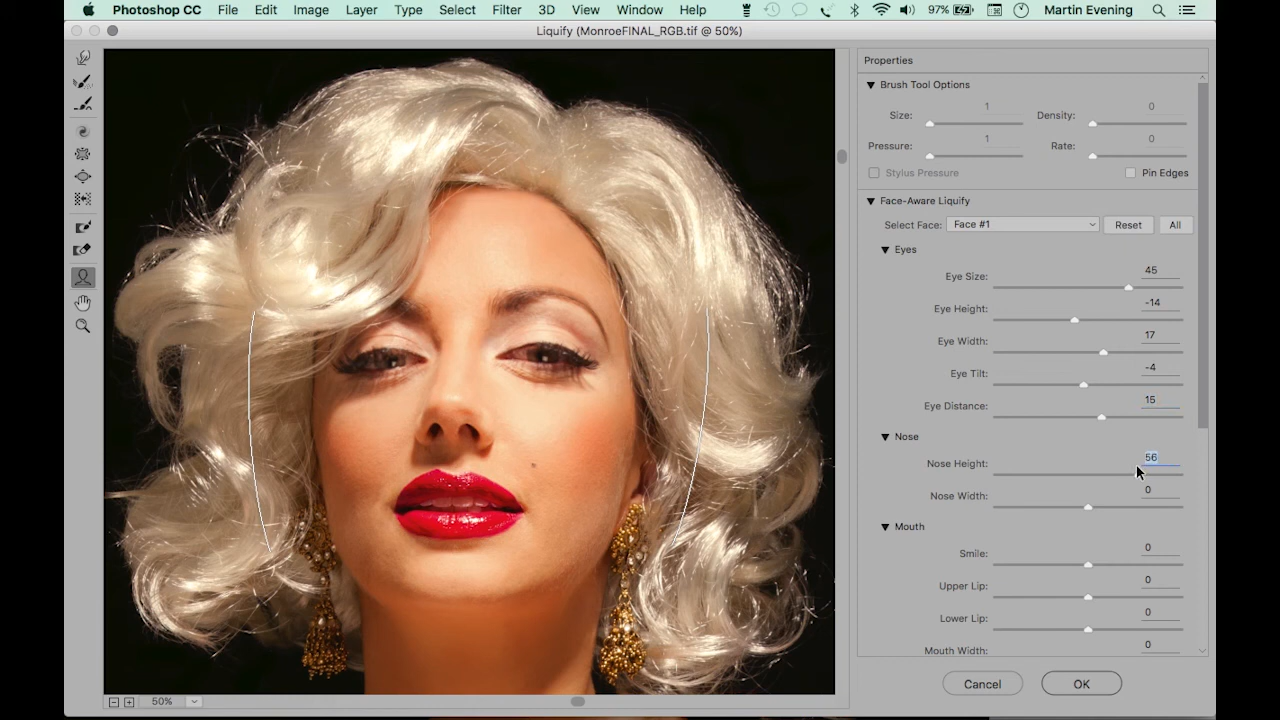 Photoshop CC File Edit Image Layer Type Select Filter 3D View Window Help 97% Martin Evening
Liquify (MonroeFINAL_RGB.tif @ 50%)
Properties
Brush Tool Options
Size: 1 Density: 0
Pressure: 1 Rate: 0
Stylus Pressure Pin Edges
Face-Aware Liquify
Select Face: Face #1 Reset All
Eyes
Eye Size: 45
Eye Height: -14
Eye Width: 17
Eye Tilt: -4
Eye Distance: 15
Nose
Nose Height: 56
Nose Width: 0
Mouth
Smile: 0
Upper Lip: 0
Lower Lip: 0
Mouth Width: 0
Cancel OK
50%